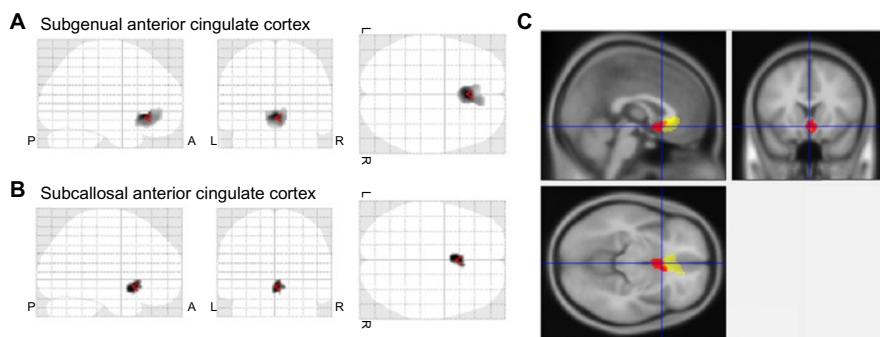 A Subgenual anterior cingulate cortex
P A L R
L
R
B Subcallosal anterior cingulate cortex
P A L R
L
R
C